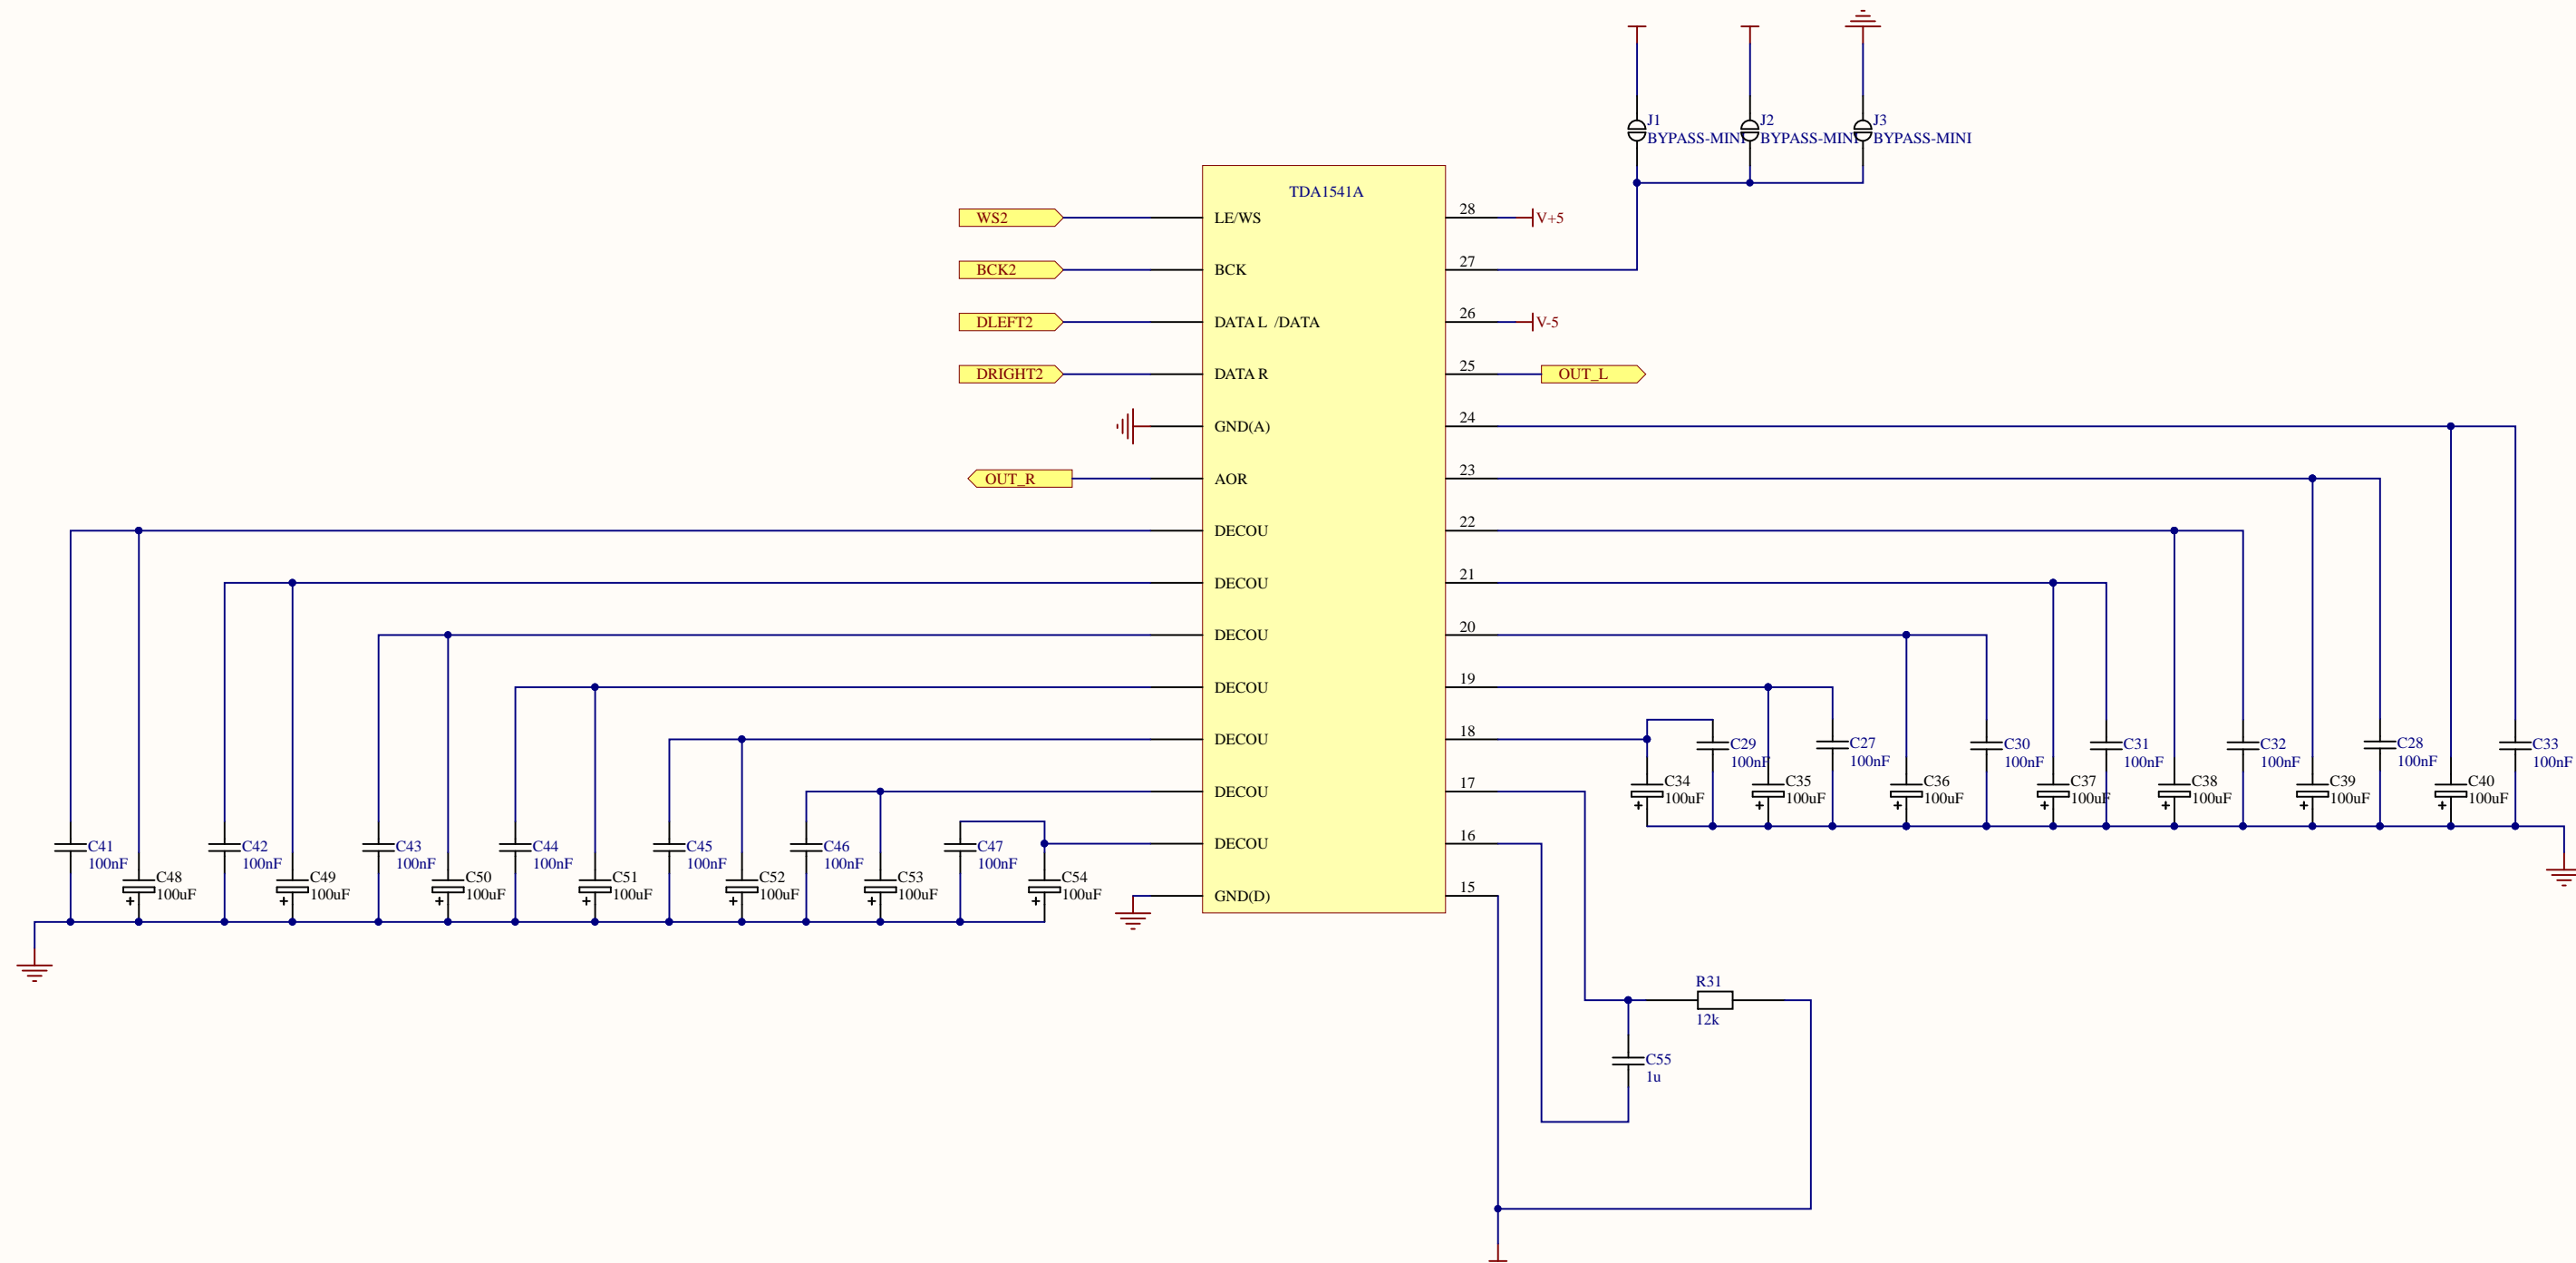 J1
BYPASS-MINI
J2
BYPASS-MINI
J3
BYPASS-MINI
TDA1541A
WS2
LE/WS
28
V+5
BCK2
BCK
27
DLEFT2
DATA L /DATA
26
V-5
DRIGHT2
DATA R
25
OUT_L
GND(A)
24
OUT_R
AOR
23
DECOU
22
DECOU
21
DECOU
20
DECOU
19
DECOU
18
DECOU
17
DECOU
16
GND(D)
15
C29
100nF
C27
100nF
C30
100nF
C31
100nF
C32
100nF
C28
100nF
C33
100nF
C34
100uF
+
C35
100uF
+
C36
100uF
+
C37
100uF
+
C38
100uF
+
C39
100uF
+
C40
100uF
+
C41
100nF
C42
100nF
C43
100nF
C44
100nF
C45
100nF
C46
100nF
C47
100nF
C48
100uF
+
C49
100uF
+
C50
100uF
+
C51
100uF
+
C52
100uF
+
C53
100uF
+
C54
100uF
+
R31
12k
C55
1u